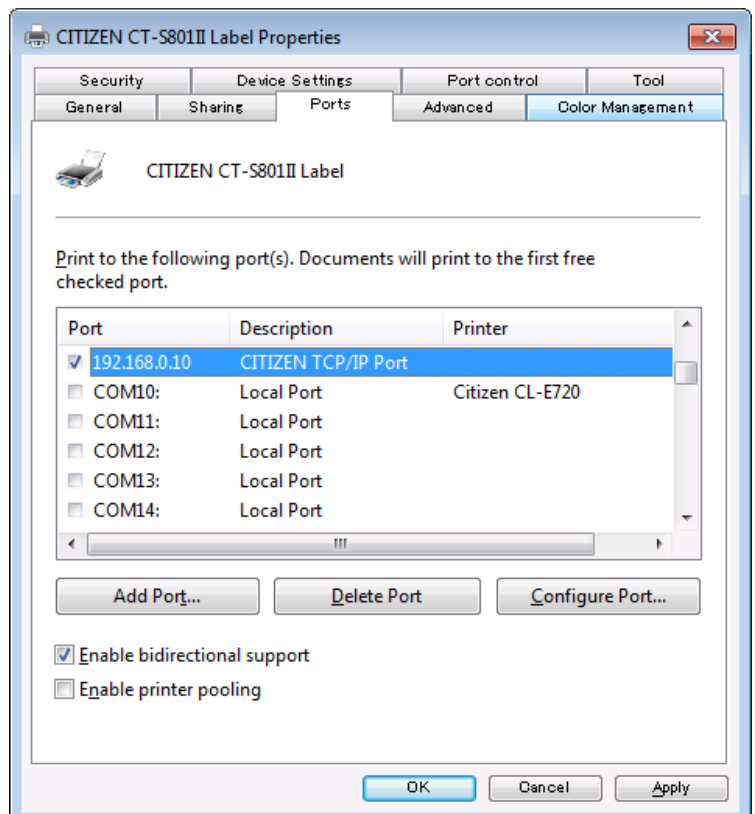 CITIZEN CT-S801II Label Properties
Security Device Settings Port control Tool
General Sharing Ports Advanced Color Management
CITIZEN CT-S801II Label
Print to the following port(s). Documents will print to the first free
checked port.
Port Description Printer
192.168.0.10 CITIZEN TCP/IP Port
COM10: Local Port Citizen CL-E720
COM11: Local Port
COM12: Local Port
COM13: Local Port
COM14: Local Port
Add Port... Delete Port Configure Port...
Enable bidirectional support
Enable printer pooling
OK Cancel Apply